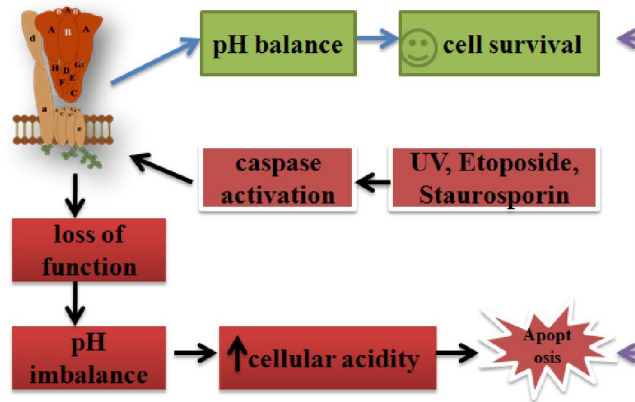 A
A B A
d
H D G
F E
C
a
c
e
pH balance
cell survival
caspase
activation
UV, Etoposide,
Staurosporin
loss of
function
pH
imbalance
cellular acidity
Apopt
osis